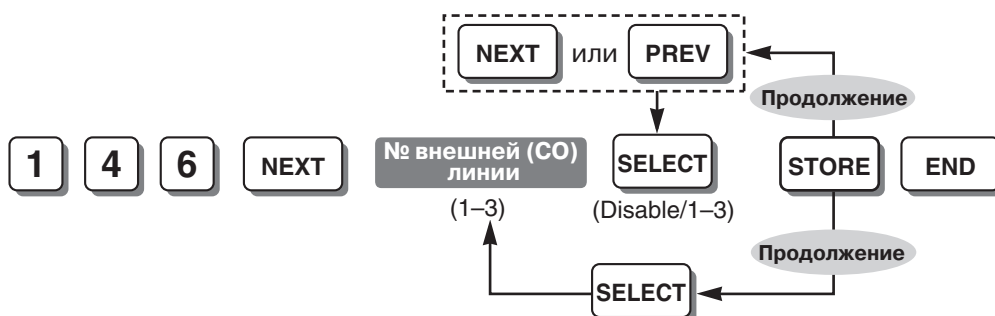 NEXT или PREV
Продолжение
1 4 6 NEXT № внешней (CO) линии SELECT STORE END
(1–3) (Disable/1–3)
Продолжение
SELECT